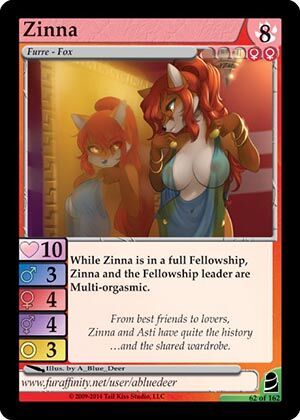 Zinna
8
Furre - Fox
10
3
4
4
3
While Zinna is in a full Fellowship,
Zinna and the Fellowship leader are
Multi-orgasmic.
From best friends to lovers,
Zinna and Asti have quite the history
...and the shared wardrobe.
Illus. by A_Blue_Deer
www.furaffinity.net/user/abluedeer
© 2009-2014 Tail Kiss Studio, LLC
62 of 162